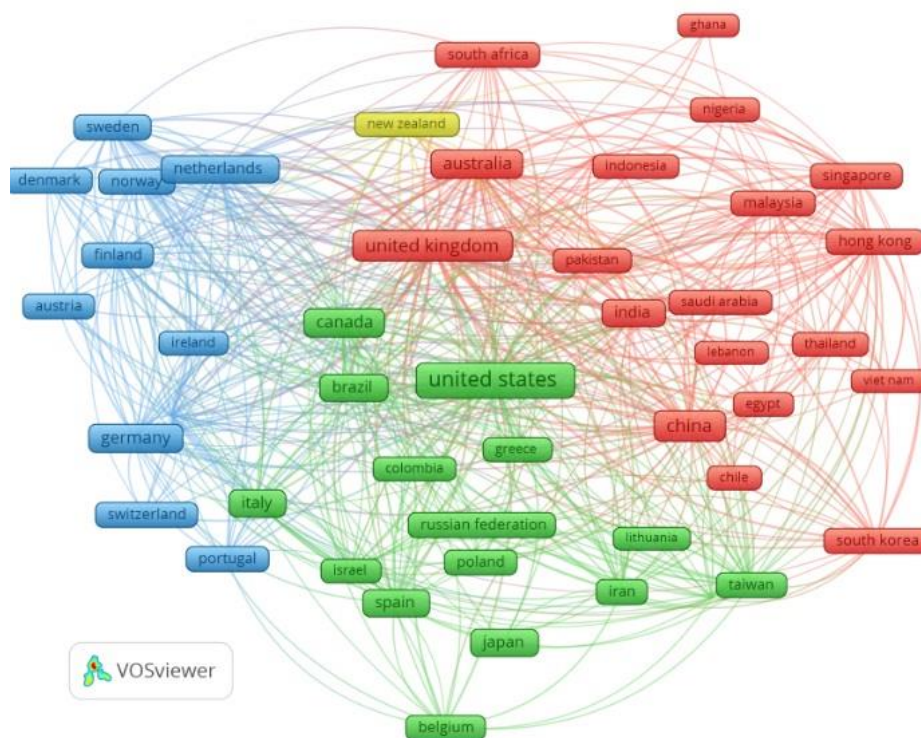 ghana
south africa
nigeria
new zealand
sweden
australia
indonesia
netherlands
singapore
denmark
norway
malaysia
united kingdom
hong kong
finland
pakistan
austria
saudi arabia
india
canada
ireland
thailand
lebanon
united states
viet nam
brazil
egypt
china
germany
greece
colombia
chile
italy
switzerland
russian federation
lithuania
south korea
portugal
poland
israel
taiwan
iran
spain
japan
VOSviewer
belgium